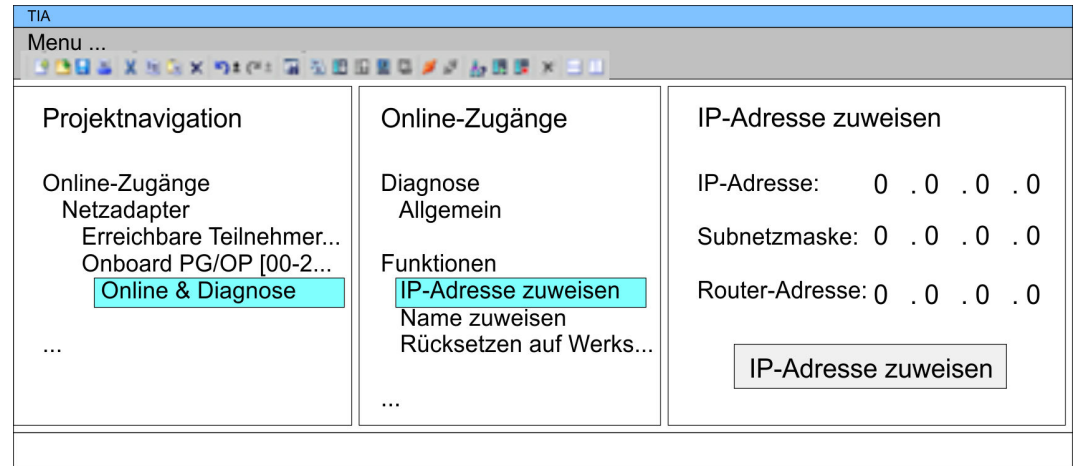 TIA
Menu ...
Projektnavigation
Online-Zugänge
Netzadapter
Erreichbare Teilnehmer...
Onboard PG/OP [00-2...
Online & Diagnose
...
Online-Zugänge
Diagnose
Allgemein
Funktionen
IP-Adresse zuweisen
Name zuweisen
Rücksetzen auf Werks...
...
IP-Adresse zuweisen
IP-Adresse: 0 . 0 . 0 . 0
Subnetzmaske: 0 . 0 . 0 . 0
Router-Adresse: 0 . 0 . 0 . 0
IP-Adresse zuweisen